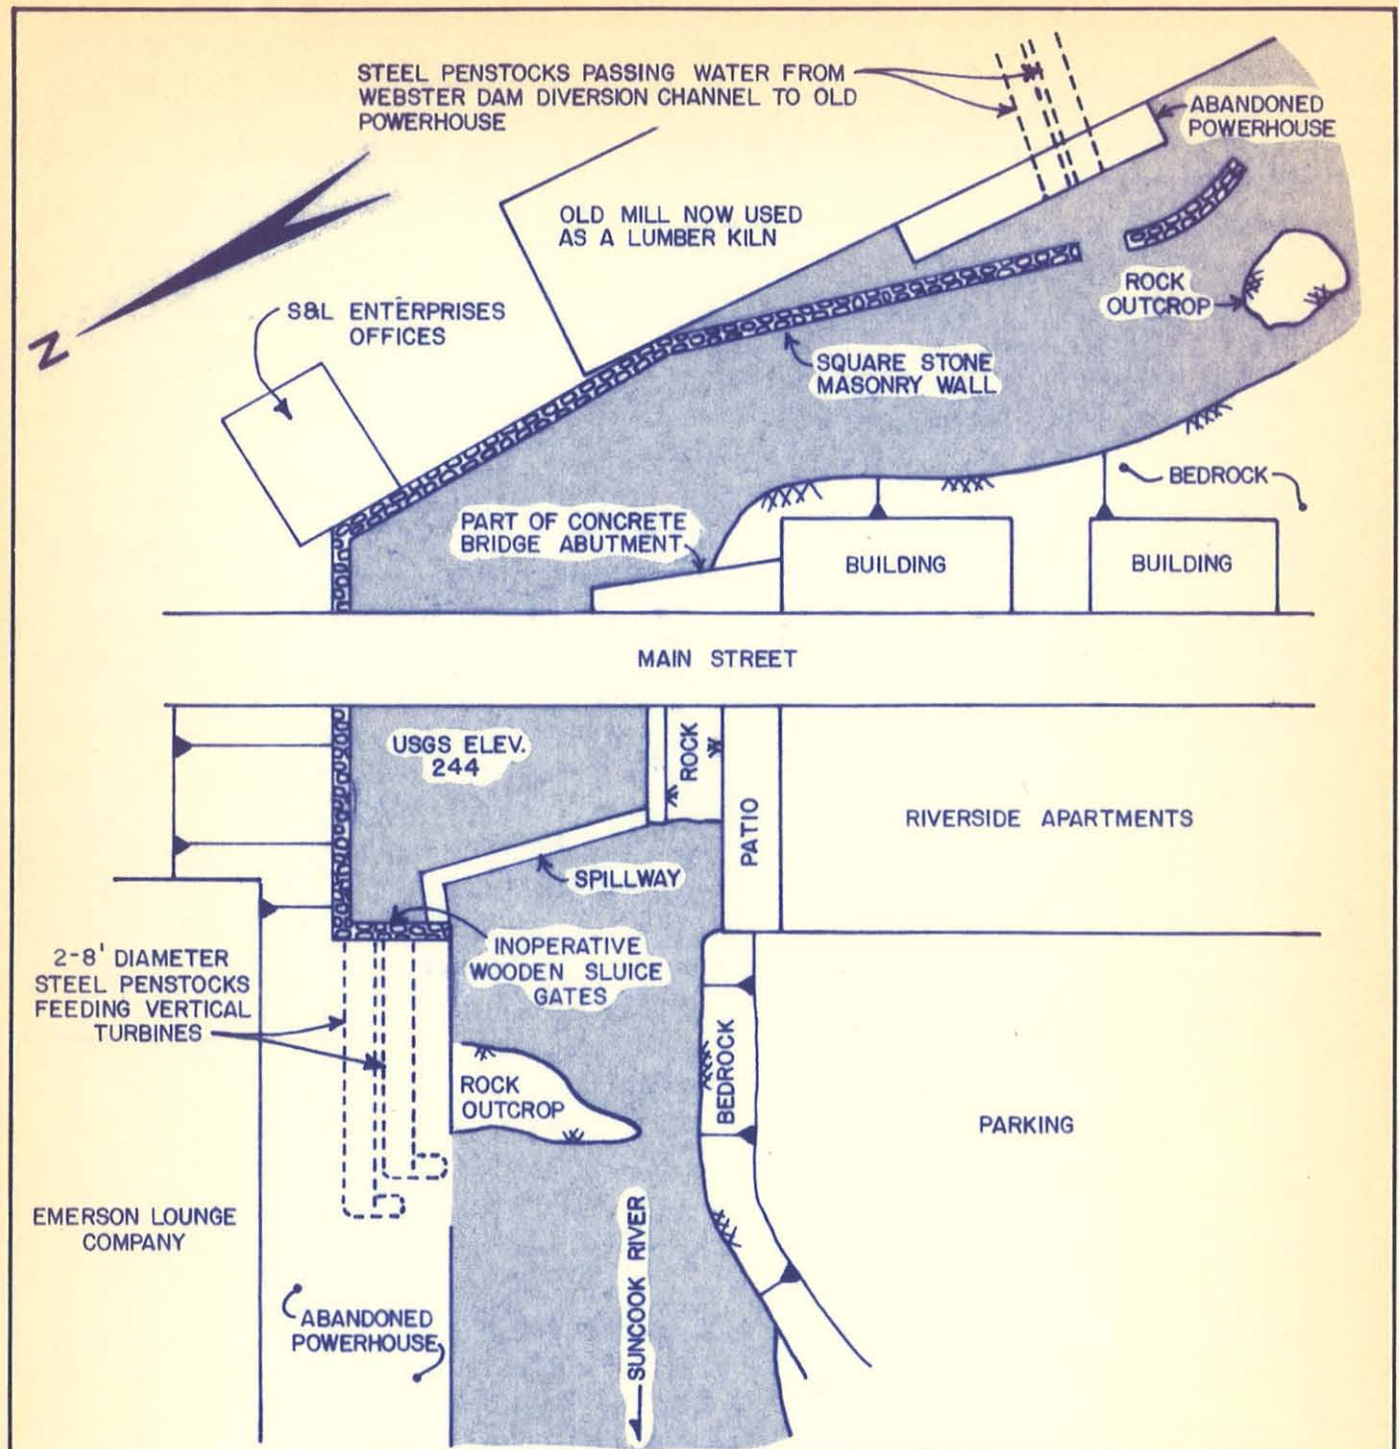 STEEL PENSTOCKS PASSING WATER FROM
WEBSTER DAM DIVERSION CHANNEL TO OLD
POWERHOUSE
ABANDONED
POWERHOUSE
OLD MILL NOW USED
AS A LUMBER KILN
N
S&L ENTERPRISES
OFFICES
ROCK
OUTCROP
SQUARE STONE
MASONRY WALL
BEDROCK
PART OF CONCRETE
BRIDGE ABUTMENT
BUILDING
BUILDING
MAIN STREET
USGS ELEV.
244
ROCK
PATIO
RIVERSIDE APARTMENTS
SPILLWAY
INOPERATIVE
WOODEN SLUICE
GATES
2-8' DIAMETER
STEEL PENSTOCKS
FEEDING VERTICAL
TURBINES
ROCK
OUTCROP
BEDROCK
PARKING
EMERSON LOUNGE
COMPANY
ABANDONED
POWERHOUSE
SUNCOOK RIVER